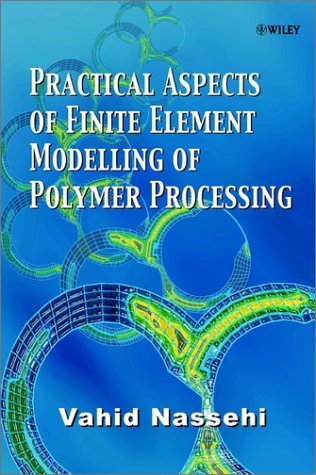 WILEY
PRACTICAL ASPECTS
OF FINITE ELEMENT
MODELLING OF
POLYMER PROCESSING
Vahid Nassehi